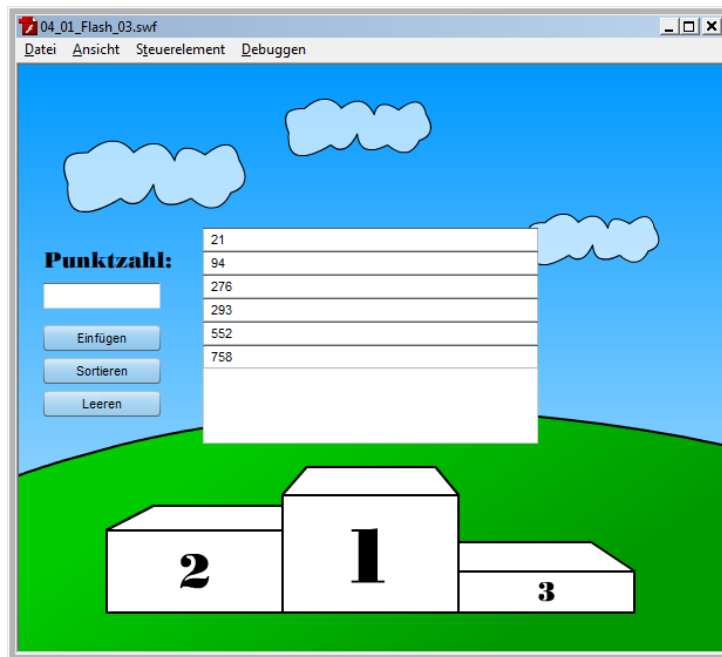 04_01_Flash_03.swf
Datei Ansicht Steuerelement Debuggen
Punktzahl:
Einfügen
Sortieren
Leeren
21
94
276
293
552
758
2
1
3